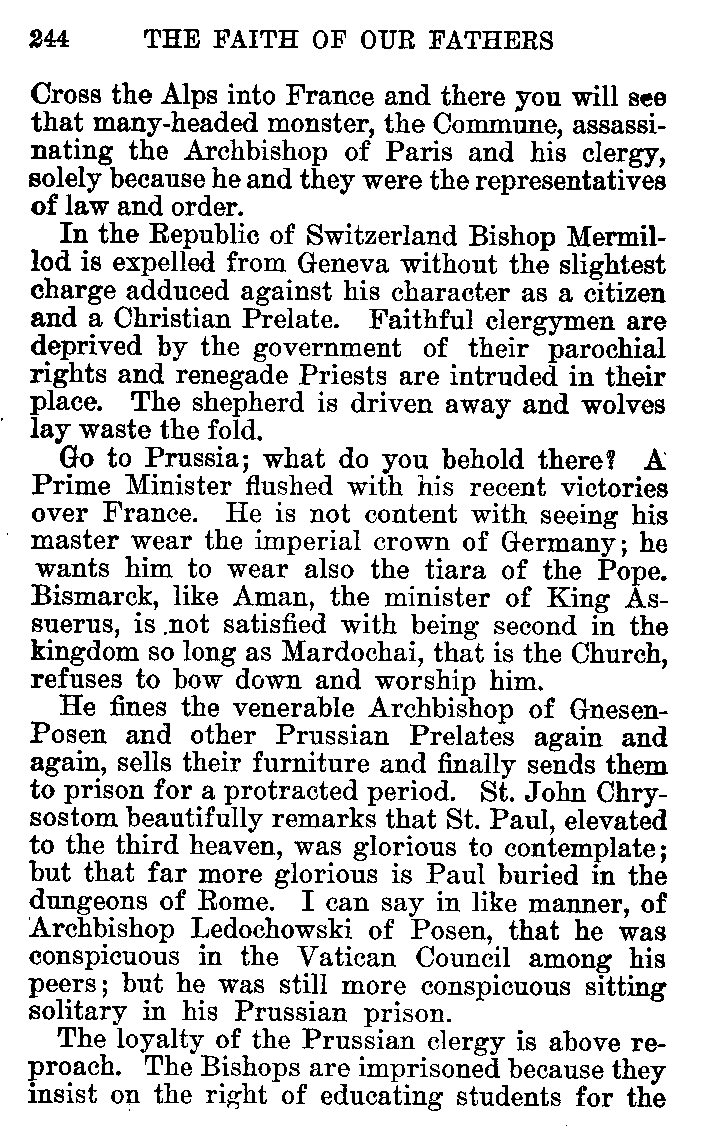 244 THE FAITH OF OUR FATHERS
Cross the Alps into France and there you will see
that many-headed monster, the Commune, assassi-
nating the Archbishop of Paris and his clergy,
solely because he and they were the representatives
of law and order.
In the Republic of Switzerland Bishop Mermil-
lod is expelled from Geneva without the slightest
charge adduced against his character as a citizen
and a Christian Prelate. Faithful clergymen are
deprived by the government of their parochial
rights and renegade Priests are intruded in their
place. The shepherd is driven away and wolves
lay waste the fold.
Go to Prussia; what do you behold there? A
Prime Minister flushed with his recent victories
over France. He is not content with seeing his
master wear the imperial crown of Germany; he
wants him to wear also the tiara of the Pope.
Bismarck, like Aman, the minister of King As-
suerus, is not satisfied with being second in the
kingdom so long as Mardochai, that is the Church,
refuses to bow down and worship him.
He fines the venerable Archbishop of Gnesen-
Posen and other Prussian Prelates again and
again, sells their furniture and finally sends them
to prison for a protracted period. St. John Chry-
sostom beautifully remarks that St. Paul, elevated
to the third heaven, was glorious to contemplate;
but that far more glorious is Paul buried in the
dungeons of Rome. I can say in like manner, of
Archbishop Ledochowski of Posen, that he was
conspicuous in the Vatican Council among his
peers; but he was still more conspicuous sitting
solitary in his Prussian prison.
The loyalty of the Prussian clergy is above re-
proach. The Bishops are imprisoned because they
insist on the right of educating students for the